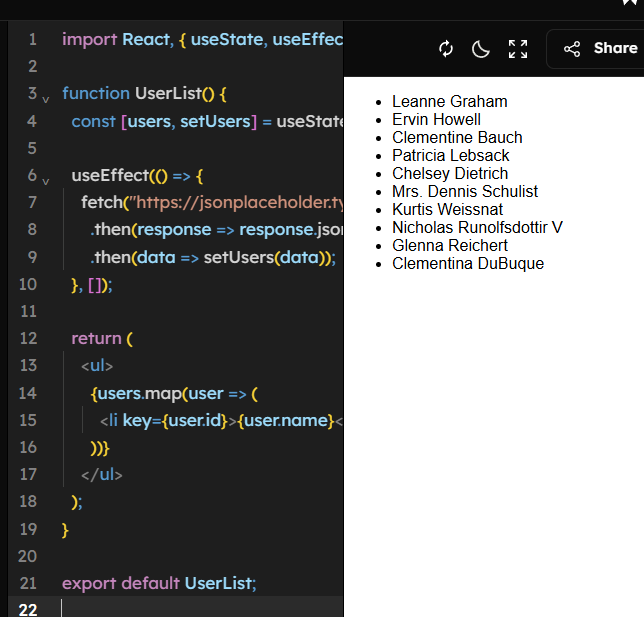 1 import React, { useState, useEffec
2
3 function UserList() {
4 const [users, setUsers] = useState
5
6 useEffect(() => {
7 fetch("https://jsonplaceholder.ty
8 .then(response => response.json
9 .then(data => setUsers(data));
10 }, []);
11
12 return (
13 <ul>
14 {users.map(user => (
15 <li key={user.id}>{user.name}<
16 ))}
17 </ul>
18 );
19 }
20
21 export default UserList;
22
Share
• Leanne Graham
• Ervin Howell
• Clementine Bauch
• Patricia Lebsack
• Chelsey Dietrich
• Mrs. Dennis Schulist
• Kurtis Weissnat
• Nicholas Runolfsdottir V
• Glenna Reichert
• Clementina DuBuque